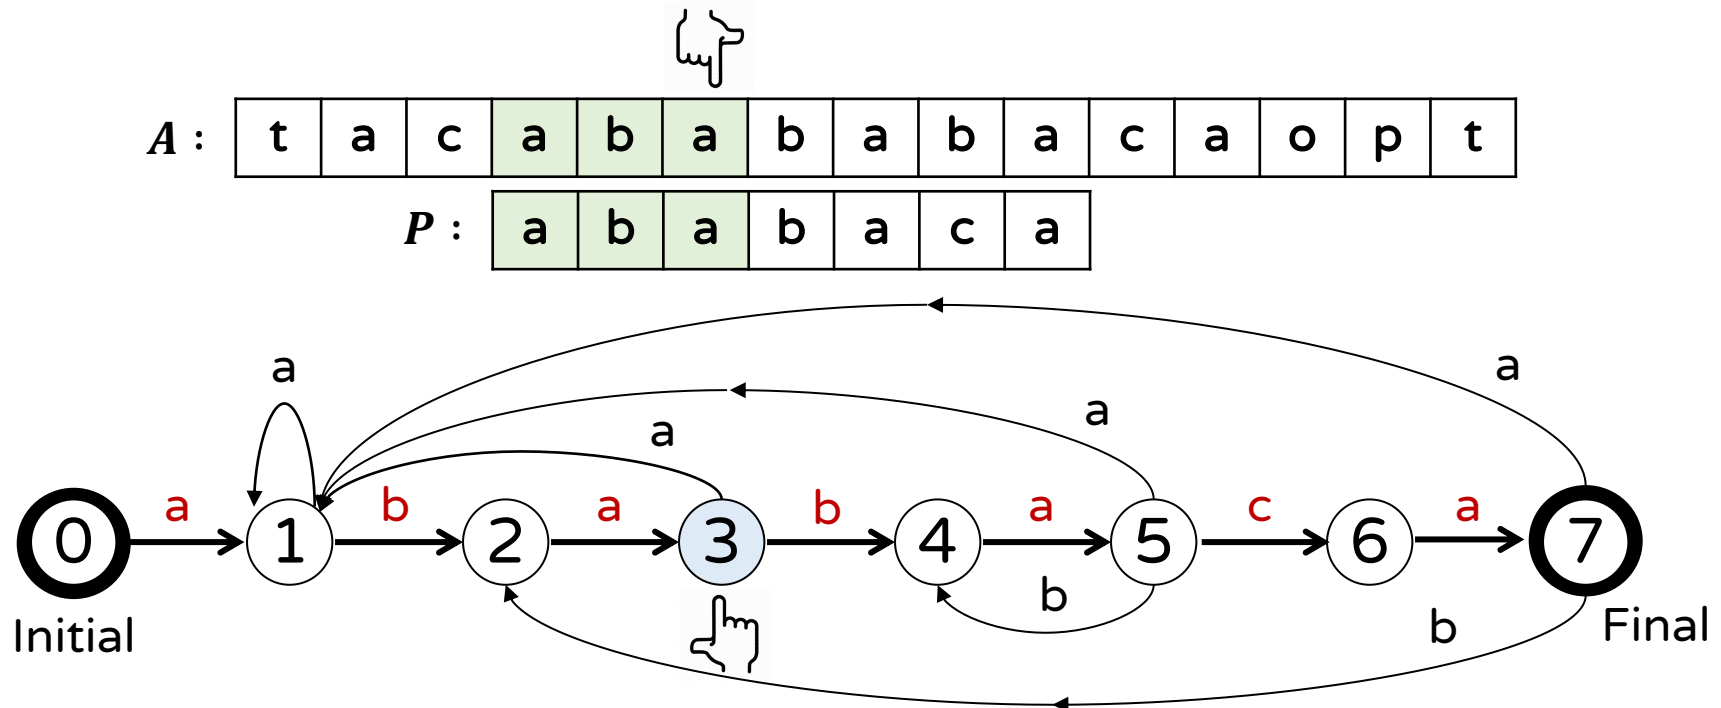 A : t a c a b a b a b a c a o p t
P : a b a b a c a
a
a
a
a
a b a b a c a
0 1 2 3 4 5 6 7
b
Initial b Final